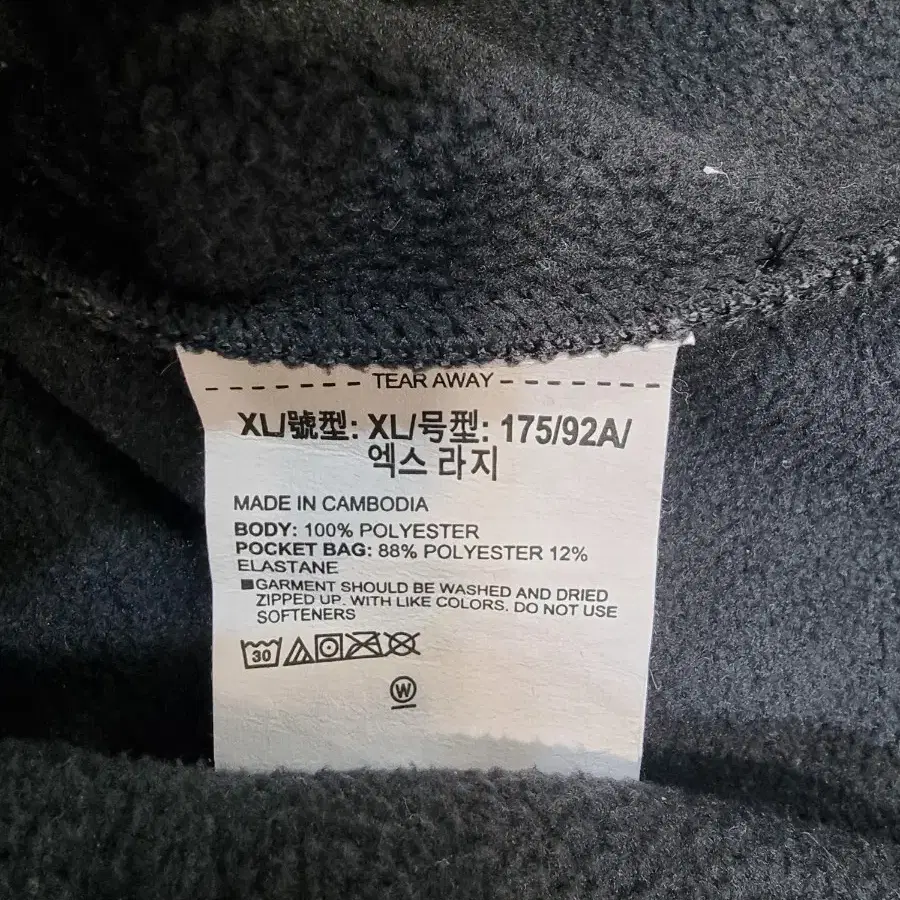 TEAR AWAY
XL/號型: XL/号型: 175/92A/
엑스 라지
MADE IN CAMBODIA
BODY: 100% POLYESTER
POCKET BAG: 88% POLYESTER 12%
ELASTANE
■GARMENT SHOULD BE WASHED AND DRIED
ZIPPED UP. WITH LIKE COLORS. DO NOT USE
SOFTENERS
30
W